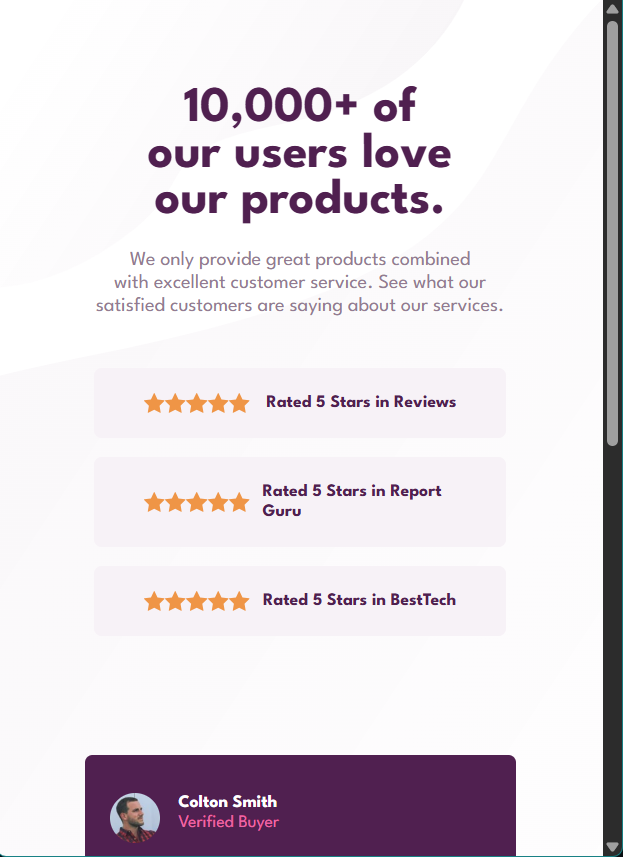 10,000+ of
our users love
our products.
We only provide great products combined
with excellent customer service. See what our
satisfied customers are saying about our services.
Rated 5 Stars in Reviews
Rated 5 Stars in Report
Guru
Rated 5 Stars in BestTech
Colton Smith
Verified Buyer